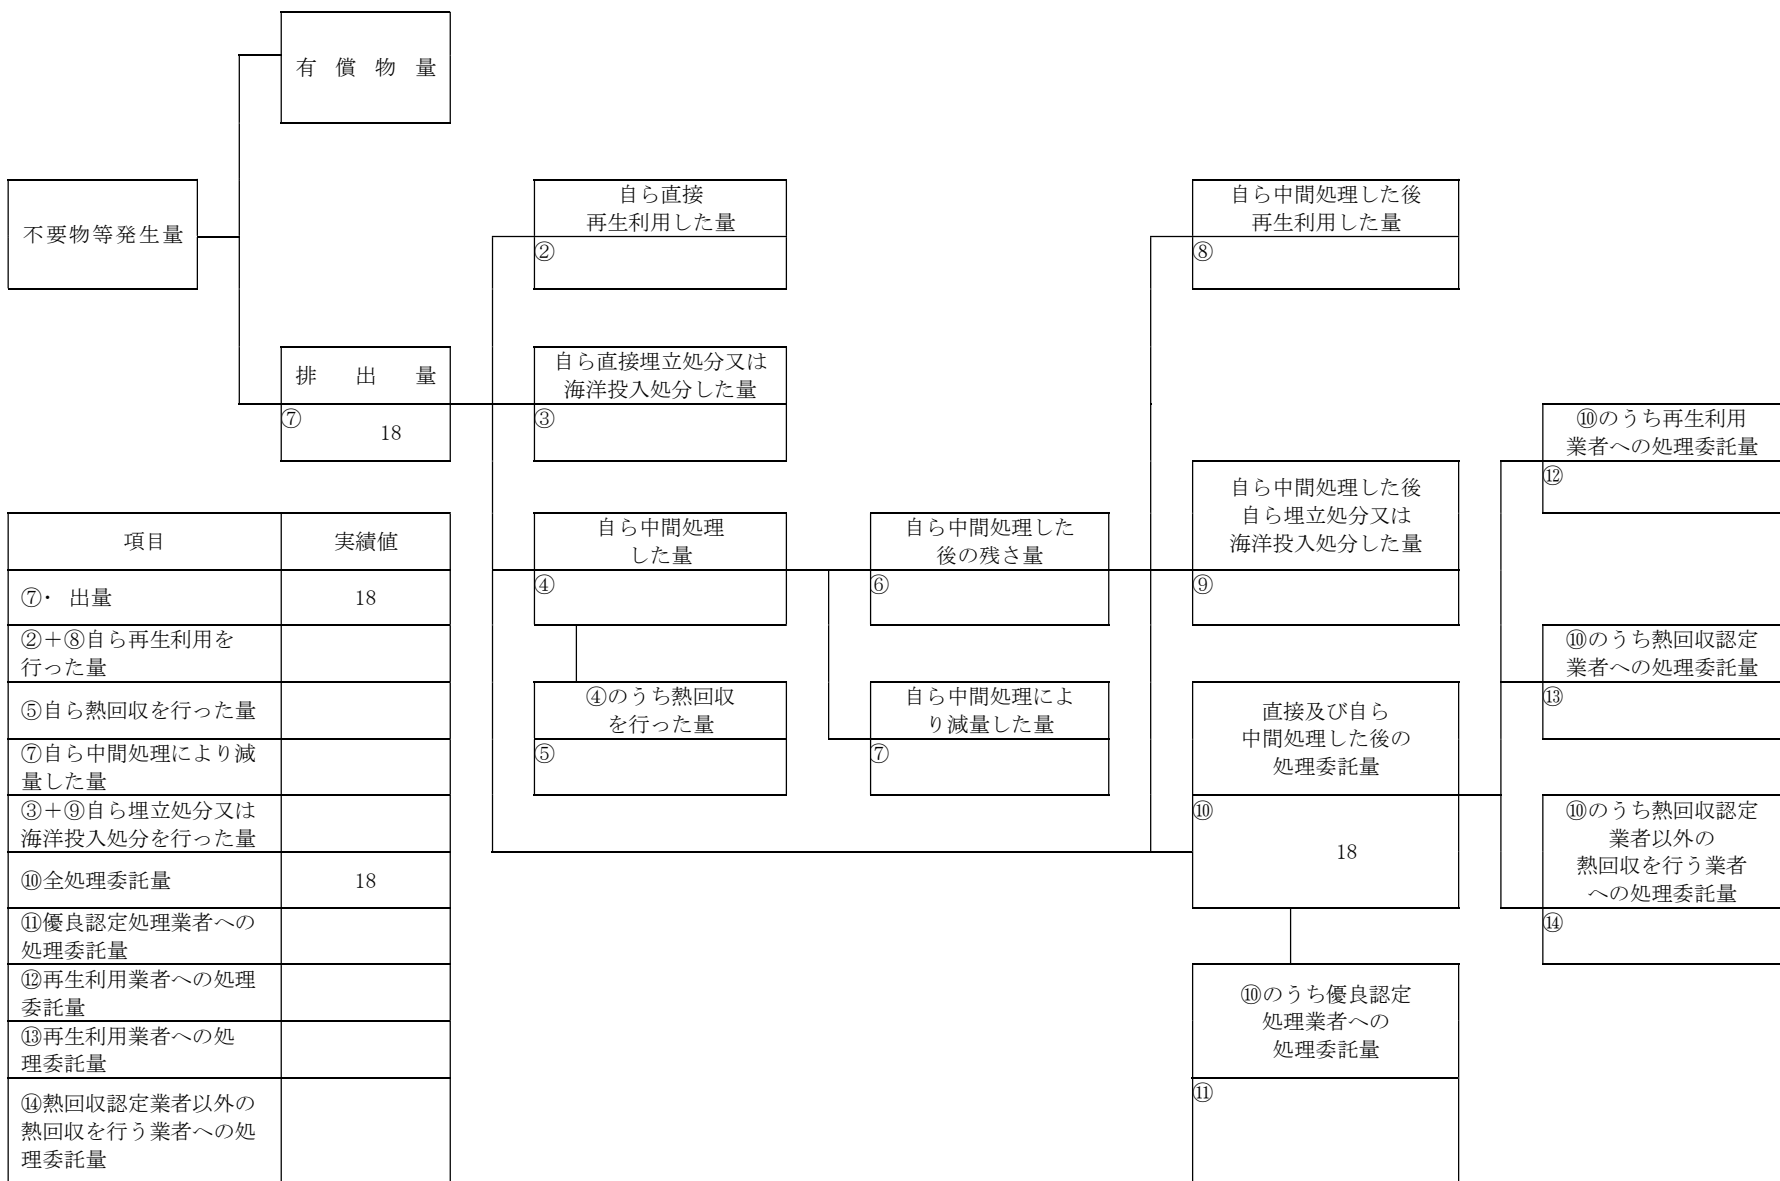 有償物量
不要物等発生量
自ら直接
再生利用した量
②
自ら中間処理した後
再生利用した量
⑧
排出量
⑦
18
自ら直接埋立処分又は
海洋投入処分した量
③
⑩のうち再生利用
業者への処理委託量
⑫
自ら中間処理した後
自ら埋立処分又は
海洋投入処分した量
⑨
自ら中間処理
した量
④
自ら中間処理した
後の残さ量
⑥
⑩のうち熱回収認定
業者への処理委託量
⑬
④のうち熱回収
を行った量
⑤
自ら中間処理によ
り減量した量
⑦
直接及び自ら
中間処理した後の
処理委託量
⑩
18
⑩のうち熱回収認定
業者以外の
熱回収を行う業者
への処理委託量
⑭
⑩のうち優良認定
処理業者への
処理委託量
⑪
項目 実績値
⑦・ 出量 18
②+⑧自ら再生利用を
行った量
⑤自ら熱回収を行った量
⑦自ら中間処理により減
量した量
③+⑨自ら埋立処分又は
海洋投入処分を行った量
⑩全処理委託量 18
⑪優良認定処理業者への
処理委託量
⑫再生利用業者への処理
委託量
⑬再生利用業者への処
理委託量
⑭熱回収認定業者以外の
熱回収を行う業者への処
理委託量